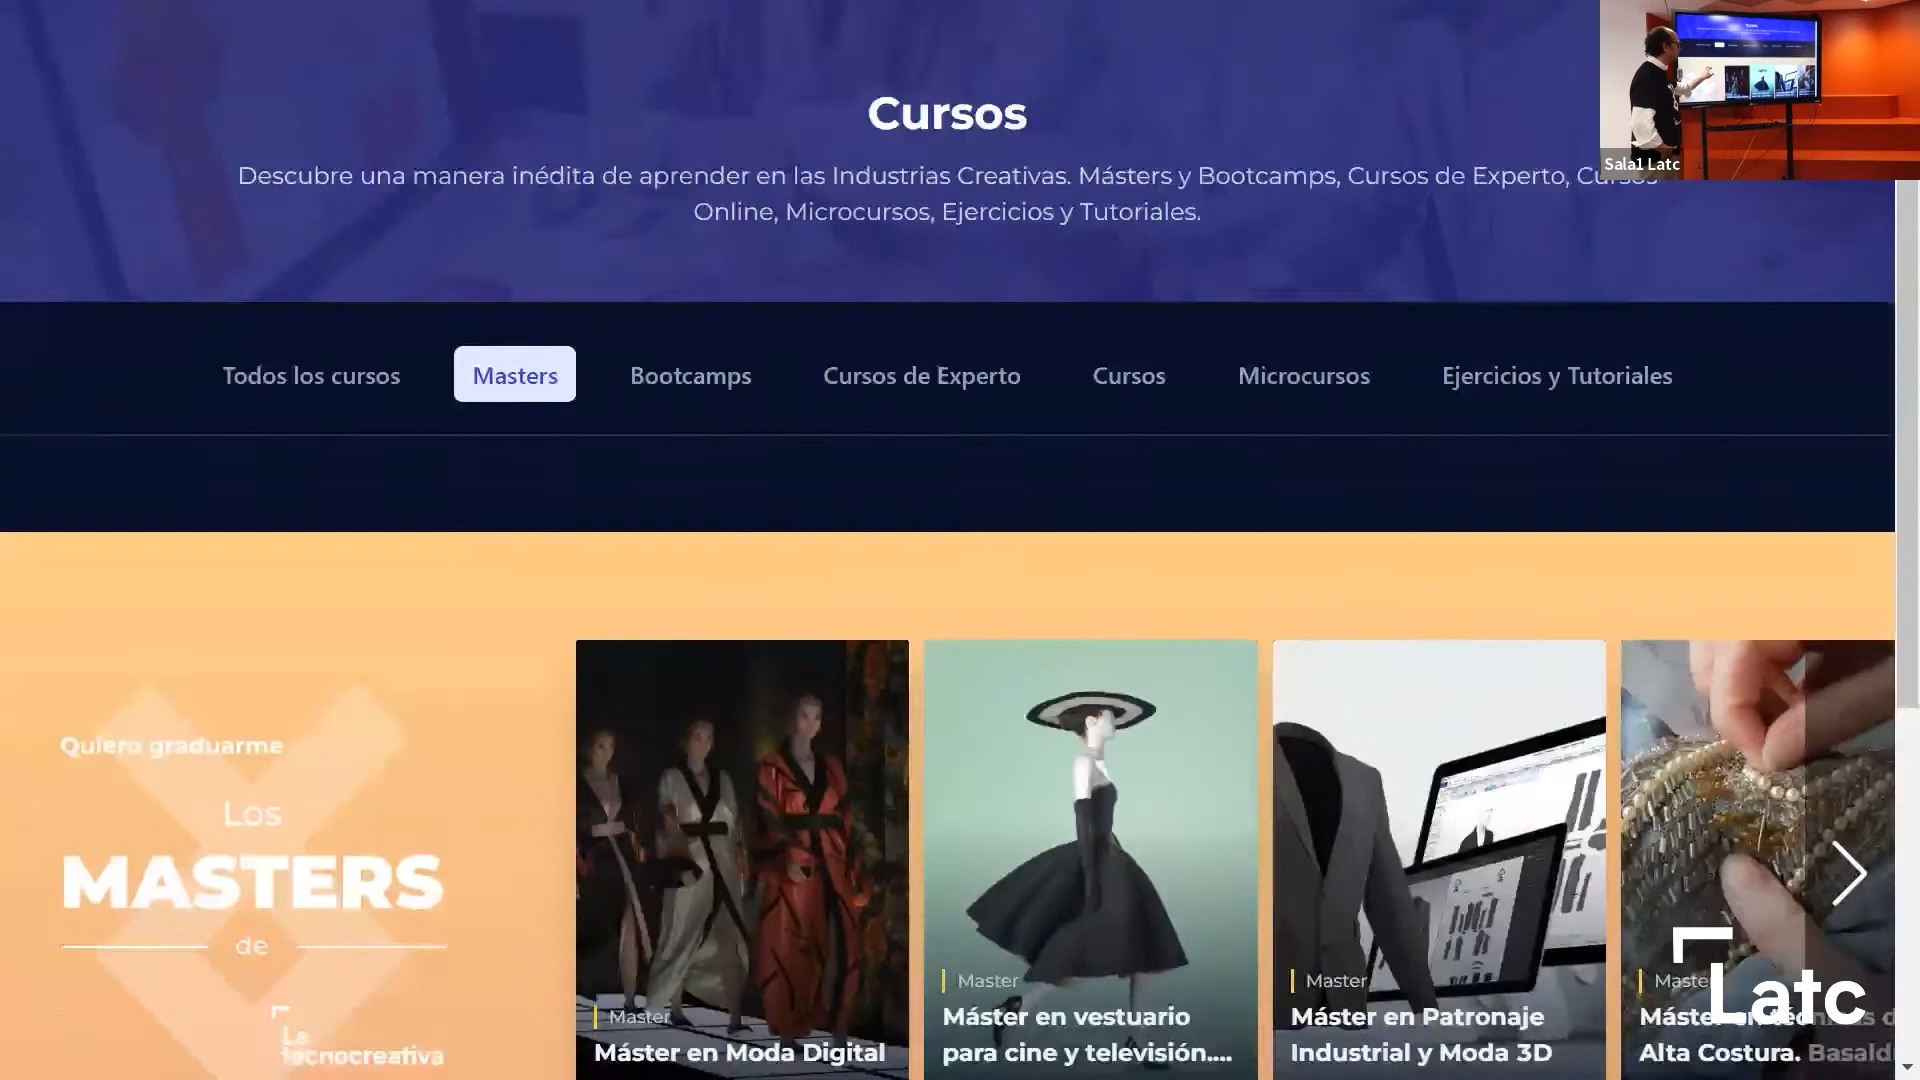 Cursos
Descubre una manera inédita de aprender en las Industrias Creativas. Másters y Bootcamps, Cursos de Experto, Cursos
Online, Microcursos, Ejercicios y Tutoriales.
Sala1 Latc
Todos los cursos
Masters
Bootcamps
Cursos de Experto
Cursos
Microcursos
Ejercicios y Tutoriales
Quiero graduarme
Los
MASTERS
de
La
tecnocreativa
Master
Máster en Moda Digital
Master
Máster en vestuario
para cine y televisión....
Master
Máster en Patronaje
Industrial y Moda 3D
Master
Máster en
Alta Costura.
Latc